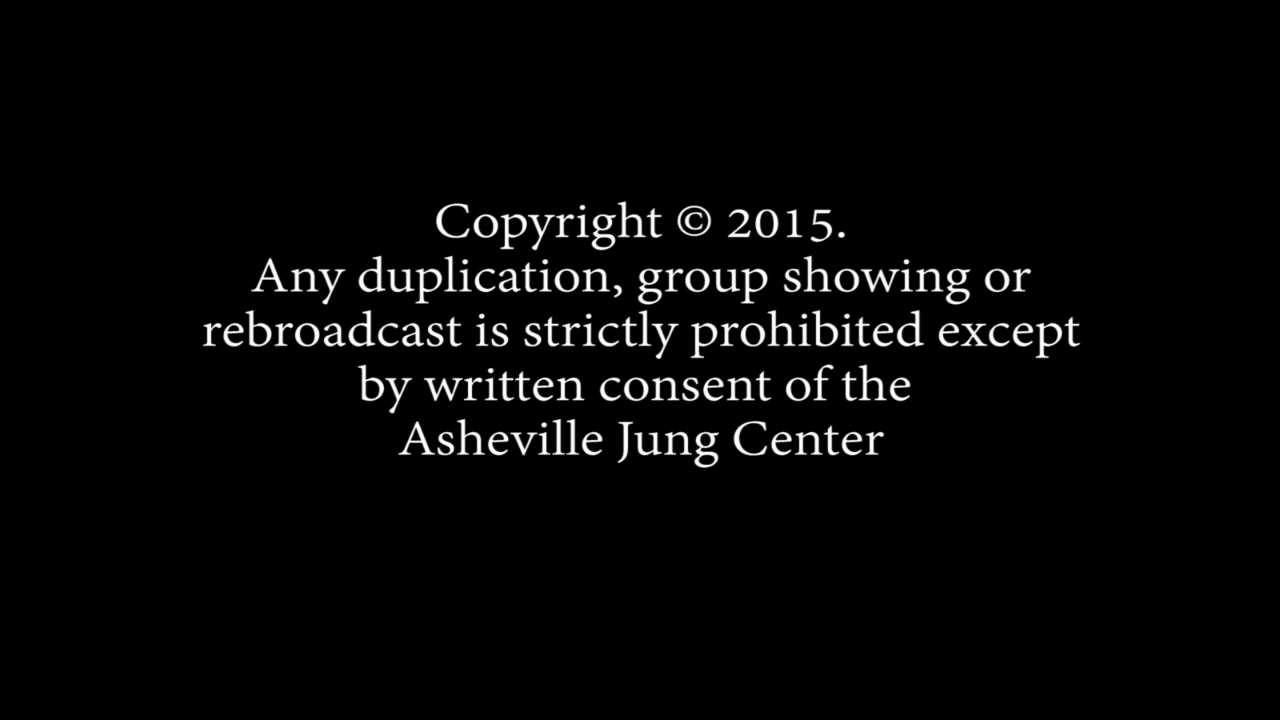 Copyright © 2015.
Any duplication, group showing or
rebroadcast is strictly prohibited except
by written consent of the
Asheville Jung Center